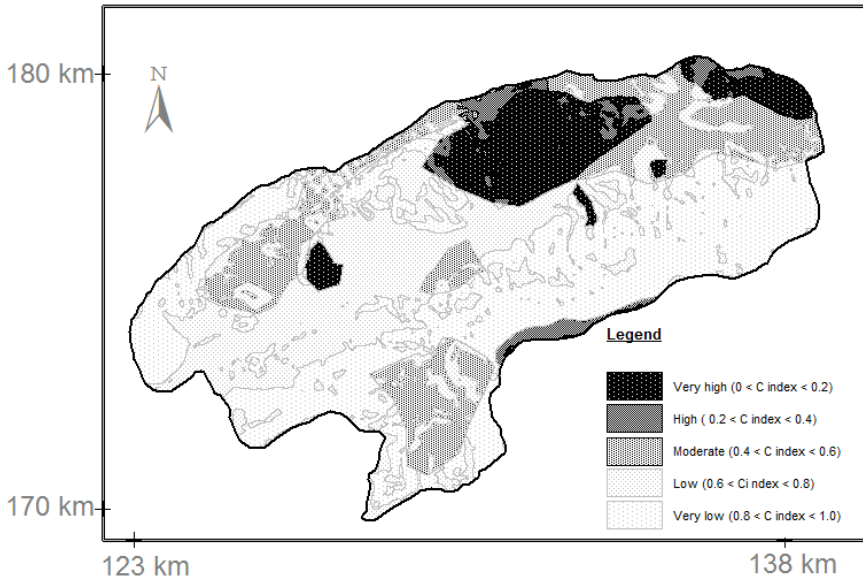 180 km
N
Legend
Very high (0 < C index < 0.2)
High ( 0.2 < C index < 0.4)
Moderate (0.4 < C index < 0.6)
Low (0.6 < Ci ndex < 0.8)
Very low (0.8 < C index < 1.0)
170 km
123 km
138 km